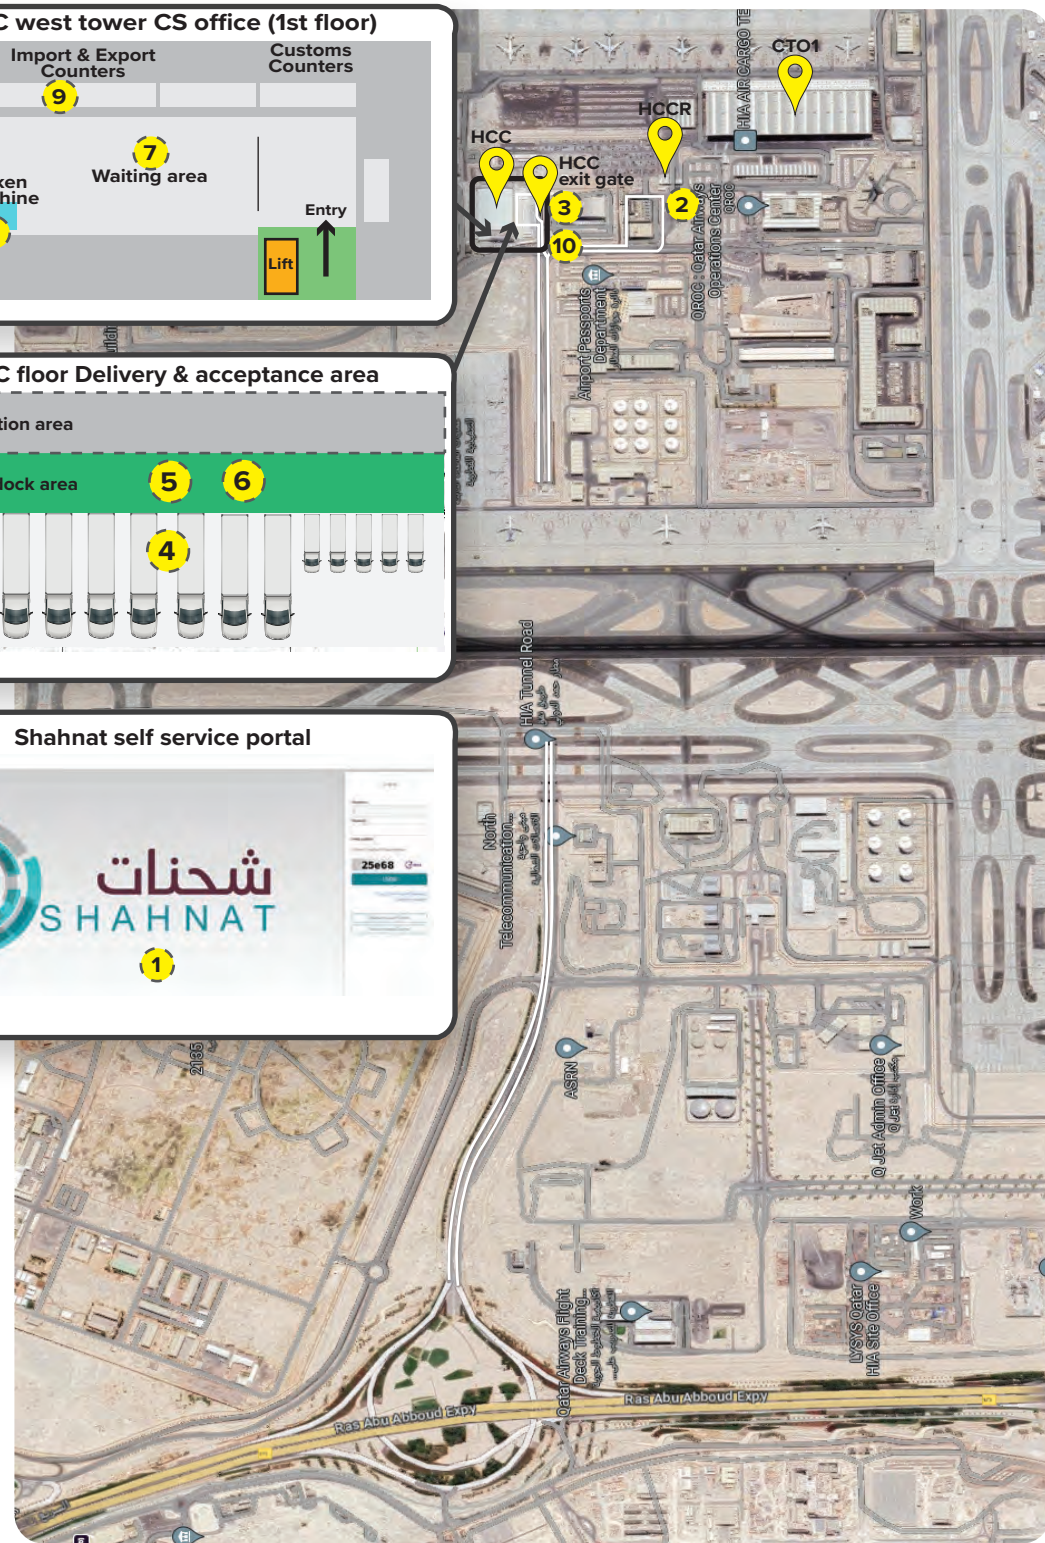 C west tower CS office (1st floor)
Import & Export
Counters
Customs
Counters
9
7
Waiting area
ken
hine
Entry
Lift
C floor Delivery & acceptance area
tion area
lock area
5
6
4
Shahnat self service portal
شحنات
SHAHNAT
25e68
1
CTO1
HIA AIR CARGO TE
HCCR
HCC
HCC
exit gate
3
2
10
QROC : Qatar Airways
Operations Center
QROC
Airport Passports
Department
HIA Tunnel Road
North
Telecommunication...
ASRN
2135
Q Jet Admin Office
Work
LYSYS Qatar
HIA Site Office
Qatar Airways Flight
Deck Training...
Ras Abu Abboud Expy
Ras Abu Abboud Expy